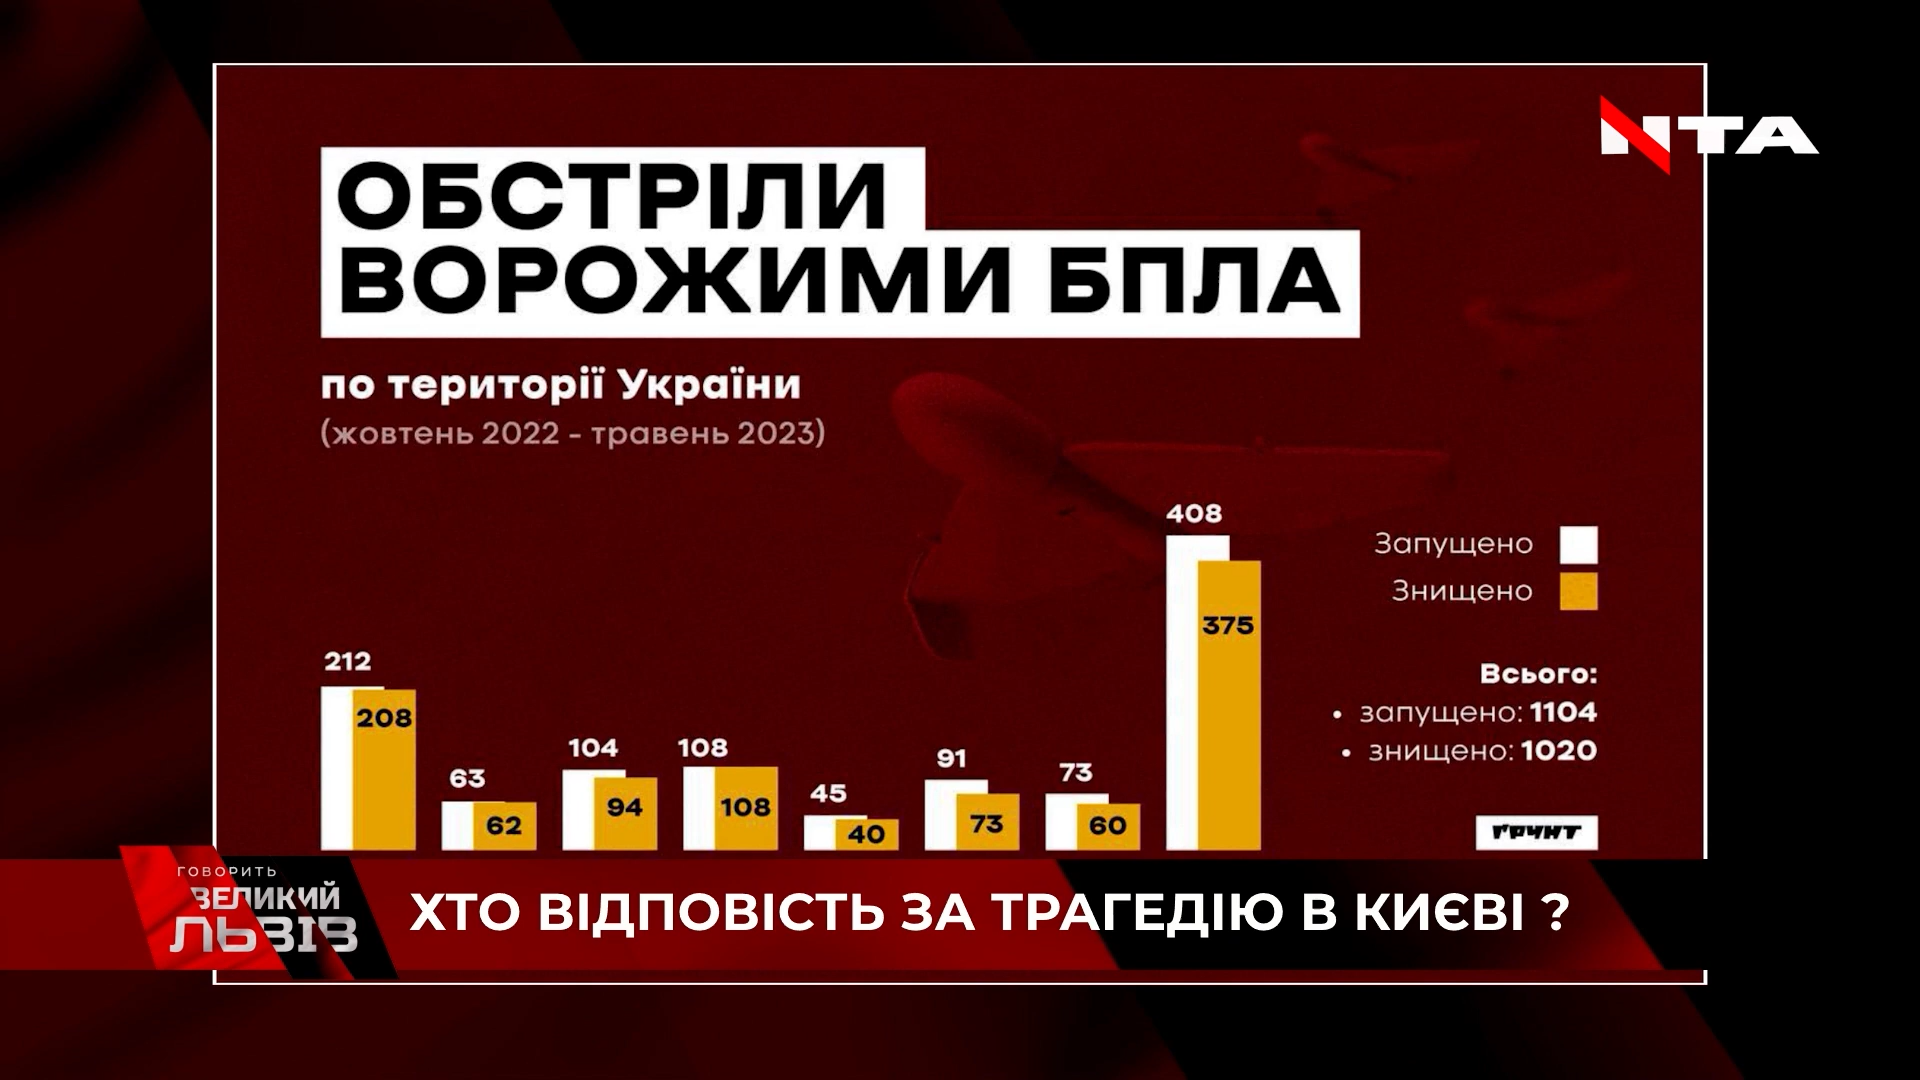 NTA
ОБСТРІЛИ
ВОРОЖИМИ БПЛА
по території України
(жовтень 2022 - травень 2023)
408
Запущено
Знищено
375
212
208
Всього:
• запущено: 1104
• знищено: 1020
63
62
104
94
108
108
45
40
91
73
73
60
ґрунт
ГОВОРИТЬ
ВЕЛИКИЙ
ЛЬВІВ
ХТО ВІДПОВІСТЬ ЗА ТРАГЕДІЮ В КИЄВІ ?